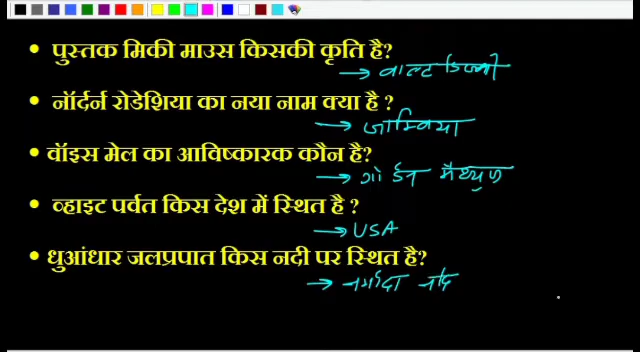 • पुस्तक मिकी माउस किसकी कृति है?
→ वाल्ट डिज्नी
• नॉर्दर्न रोडेशिया का नया नाम क्या है ?
→ जाम्बिया
• वॉइस मेल का आविष्कारक कौन है?
→ गॉर्डन मैथ्यूज
• व्हाइट पर्वत किस देश में स्थित है ?
→ USA
• धुआंधार जलप्रपात किस नदी पर स्थित है?
→ नर्मदा नदि